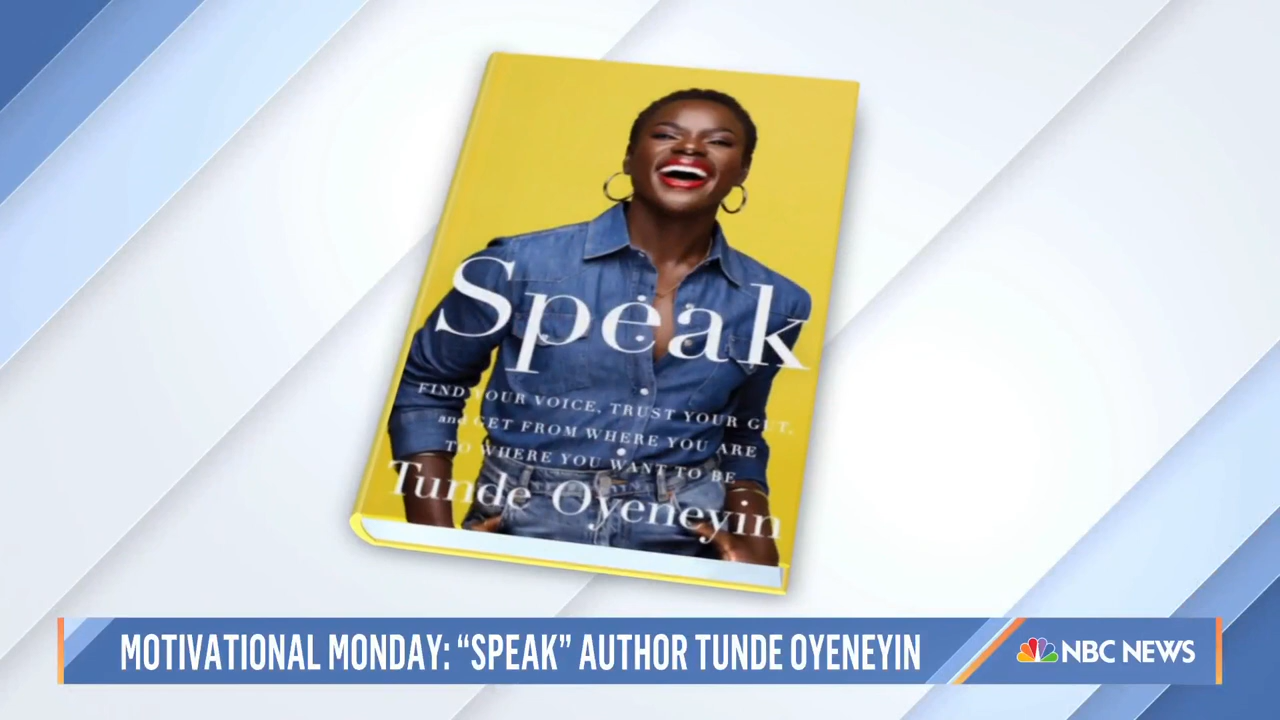 Speak
FIND YOUR VOICE, TRUST YOUR GUT,
and GET FROM WHERE YOU ARE
TO WHERE YOU WANT TO BE
Tunde Oyeneyin
MOTIVATIONAL MONDAY: “SPEAK” AUTHOR TUNDE OYENEYIN
NBC NEWS